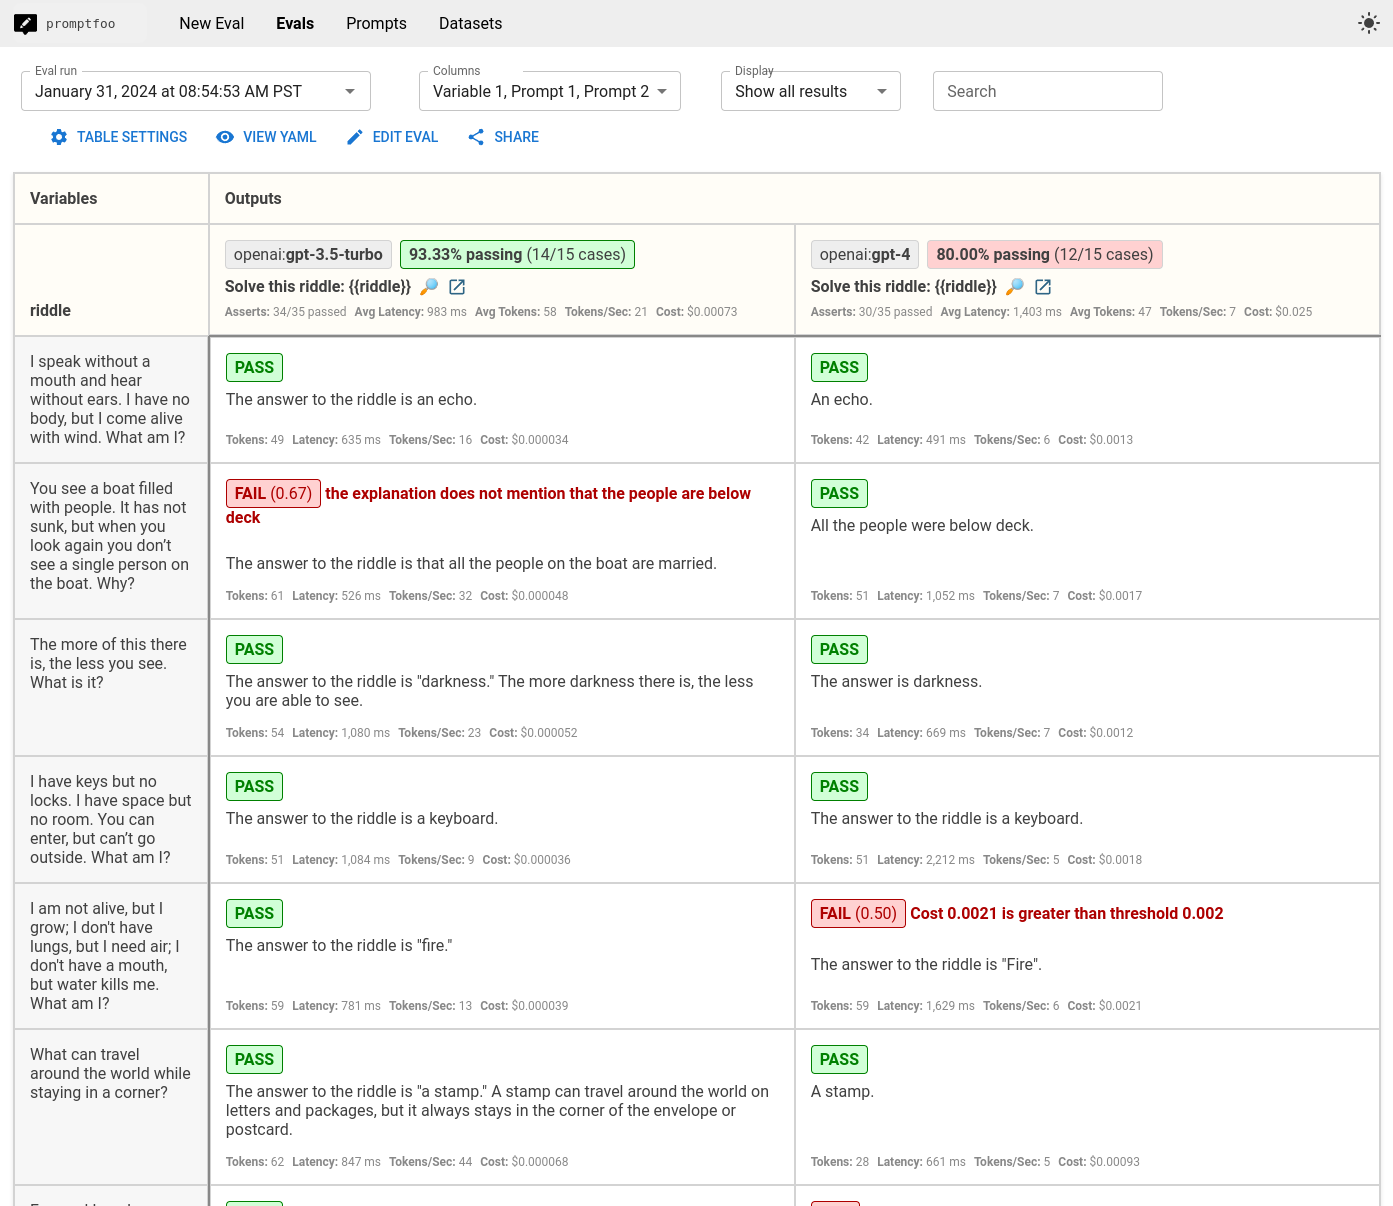 promptfoo
New Eval
Evals
Prompts
Datasets
Eval run
January 31, 2024 at 08:54:53 AM PST
Columns
Variable 1, Prompt 1, Prompt 2
Display
Show all results
Search
TABLE SETTINGS
VIEW YAML
EDIT EVAL
SHARE
Variables
Outputs
riddle
openai:gpt-3.5-turbo
93.33% passing (14/15 cases)
Solve this riddle: {{riddle}}
Asserts: 34/35 passed Avg Latency: 983 ms Avg Tokens: 58 Tokens/Sec: 21 Cost: $0.00073
openai:gpt-4
80.00% passing (12/15 cases)
Solve this riddle: {{riddle}}
Asserts: 30/35 passed Avg Latency: 1,403 ms Avg Tokens: 47 Tokens/Sec: 7 Cost: $0.025
I speak without a
mouth and hear
without ears. I have no
body, but I come alive
with wind. What am I?
PASS
The answer to the riddle is an echo.
Tokens: 49 Latency: 635 ms Tokens/Sec: 16 Cost: $0.000034
PASS
An echo.
Tokens: 42 Latency: 491 ms Tokens/Sec: 6 Cost: $0.0013
You see a boat filled
with people. It has not
sunk, but when you
look again you don’t
see a single person on
the boat. Why?
FAIL (0.67) the explanation does not mention that the people are below
deck
The answer to the riddle is that all the people on the boat are married.
Tokens: 61 Latency: 526 ms Tokens/Sec: 32 Cost: $0.000048
PASS
All the people were below deck.
Tokens: 51 Latency: 1,052 ms Tokens/Sec: 7 Cost: $0.0017
The more of this there
is, the less you see.
What is it?
PASS
The answer to the riddle is "darkness." The more darkness there is, the less
you are able to see.
Tokens: 54 Latency: 1,080 ms Tokens/Sec: 23 Cost: $0.000052
PASS
The answer is darkness.
Tokens: 34 Latency: 669 ms Tokens/Sec: 7 Cost: $0.0012
I have keys but no
locks. I have space but
no room. You can
enter, but can’t go
outside. What am I?
PASS
The answer to the riddle is a keyboard.
Tokens: 51 Latency: 1,084 ms Tokens/Sec: 9 Cost: $0.000036
PASS
The answer to the riddle is a keyboard.
Tokens: 51 Latency: 2,212 ms Tokens/Sec: 5 Cost: $0.0018
I am not alive, but I
grow; I don't have
lungs, but I need air; I
don't have a mouth,
but water kills me.
What am I?
PASS
The answer to the riddle is "fire."
Tokens: 59 Latency: 781 ms Tokens/Sec: 13 Cost: $0.000039
FAIL (0.50) Cost 0.0021 is greater than threshold 0.002
The answer to the riddle is "Fire".
Tokens: 59 Latency: 1,629 ms Tokens/Sec: 6 Cost: $0.0021
What can travel
around the world while
staying in a corner?
PASS
The answer to the riddle is "a stamp." A stamp can travel around the world on
letters and packages, but it always stays in the corner of the envelope or
postcard.
Tokens: 62 Latency: 847 ms Tokens/Sec: 44 Cost: $0.000068
PASS
A stamp.
Tokens: 28 Latency: 661 ms Tokens/Sec: 5 Cost: $0.00093